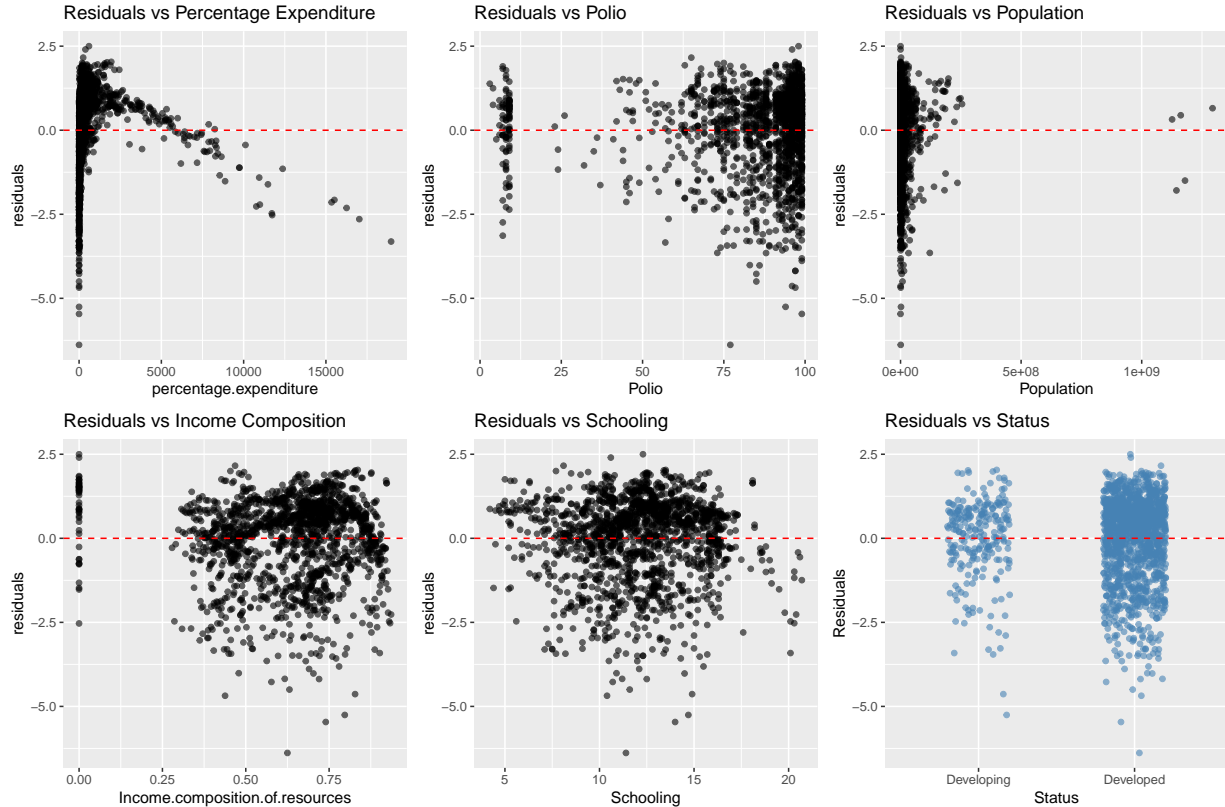 Residuals vs Percentage Expenditure
2.5
0.0
−2.5
−5.0
residuals
0
5000
10000
15000
percentage.expenditure
Residuals vs Polio
2.5
0.0
−2.5
−5.0
residuals
0
25
50
75
100
Polio
Residuals vs Population
2.5
0.0
−2.5
−5.0
residuals
0e+00
5e+08
1e+09
Population
Residuals vs Income Composition
2.5
0.0
−2.5
−5.0
residuals
0.00
0.25
0.50
0.75
Income.composition.of.resources
Residuals vs Schooling
2.5
0.0
−2.5
−5.0
residuals
5
10
15
20
Schooling
Residuals vs Status
2.5
0.0
−2.5
−5.0
Residuals
Developing
Developed
Status